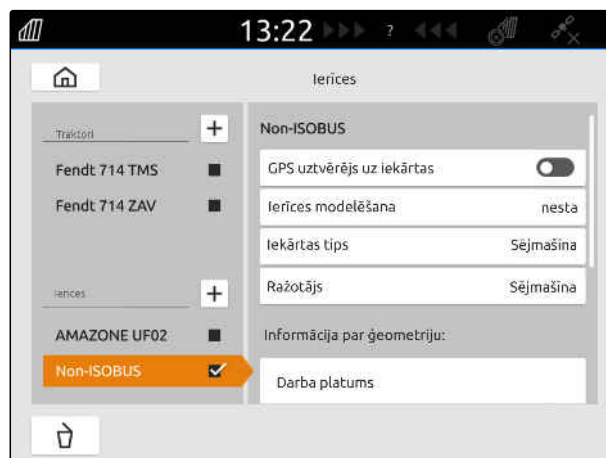 13:22 ?
Ierīces
Traktori
Fendt 714 TMS
Fendt 714 ZAV
Ierīces
AMAZONE UF02
Non-ISOBUS
Non-ISOBUS
GPS uztvērējs uz iekārtas
Ierīces modelēšana nesta
Iekārtas tips Sējmašīna
Ražotājs Sējmašīna
Informācija par ģeometriju:
Darba platums